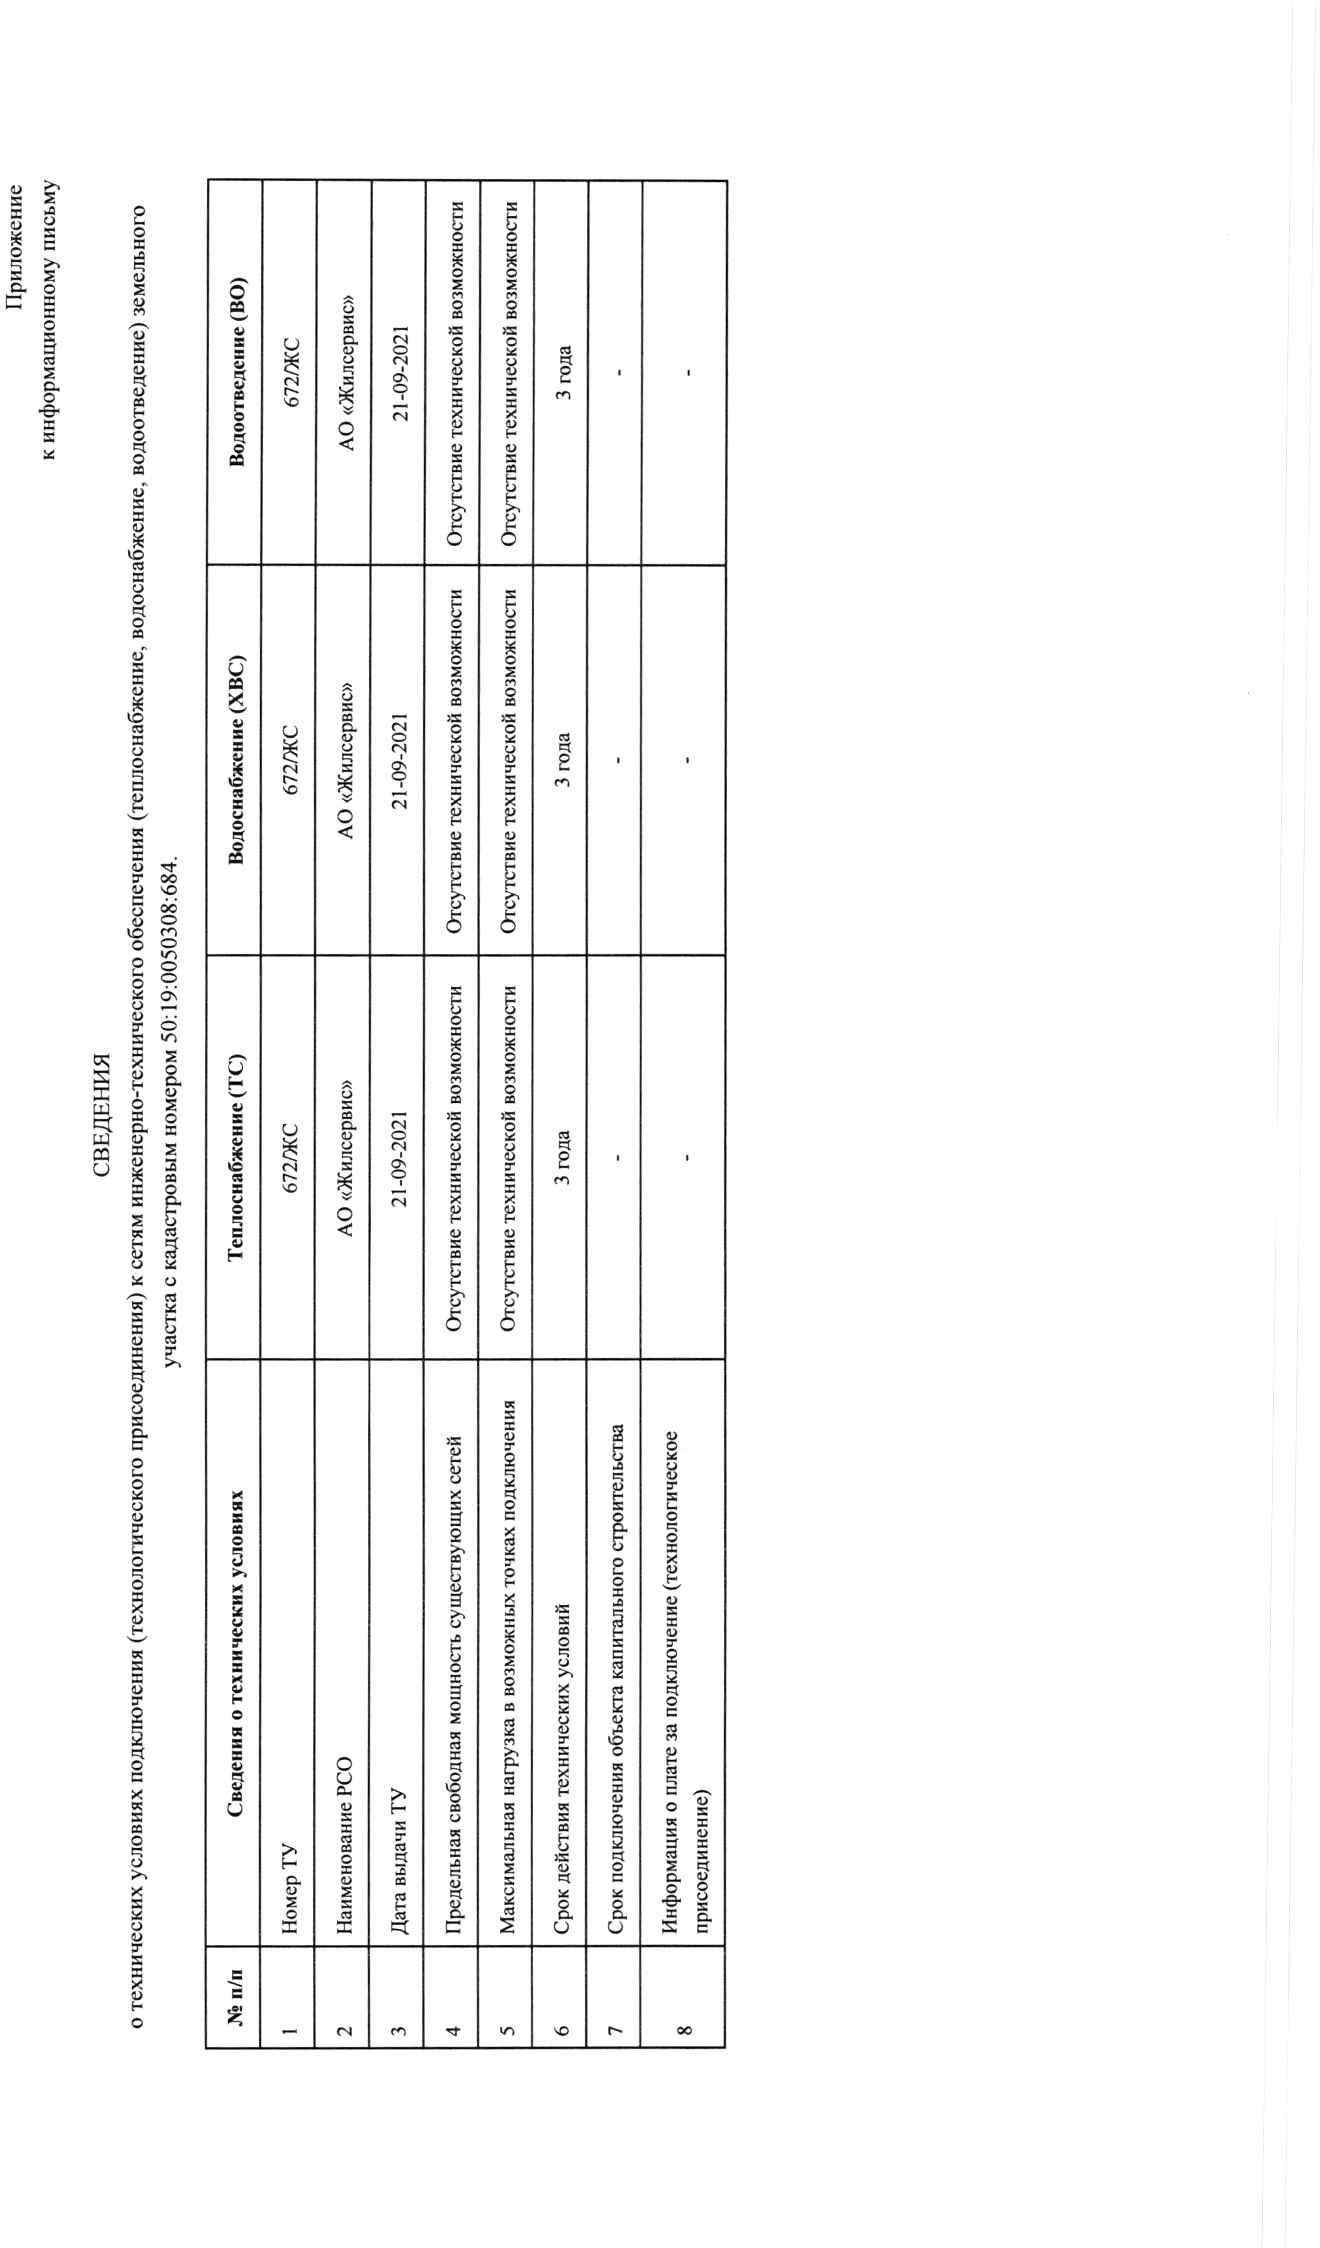 Приложение
к информационному письму
СВЕДЕНИЯ
о технических условиях подключения (технологического присоединения) к сетям инженерно-технического обеспечения (теплоснабжение, водоснабжение, водоотведение) земельного
участка с кадастровым номером 50:19:0050308:684.
№ п/п Сведения о технических условиях Теплоснабжение (ТС) Водоснабжение (ХВС) Водоотведение (ВО)
1 Номер ТУ 672/ЖС 672/ЖС 672/ЖС
2 Наименование РСО АО «Жилсервис» АО «Жилсервис» АО «Жилсервис»
3 Дата выдачи ТУ 21-09-2021 21-09-2021 21-09-2021
4 Предельная свободная мощность существующих сетей Отсутствие технической возможности Отсутствие технической возможности Отсутствие технической возможности
5 Максимальная нагрузка в возможных точках подключения Отсутствие технической возможности Отсутствие технической возможности Отсутствие технической возможности
6 Срок действия технических условий 3 года 3 года 3 года
7 Срок подключения объекта капитального строительства - - -
8 Информация о плате за подключение (технологическое - - -
присоединение)